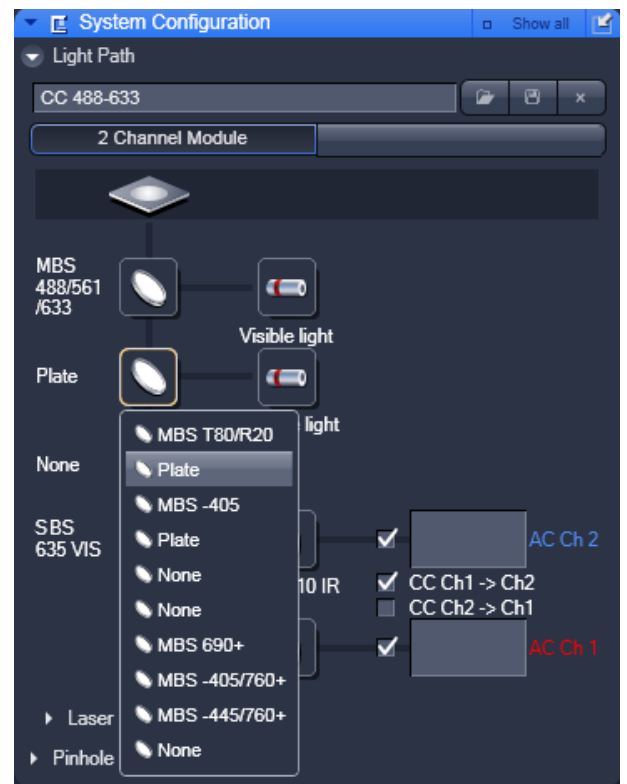 System Configuration
Show all
Light Path
CC 488-633
2 Channel Module
MBS
488/561
/633
Visible light
Plate
light
MBS T80/R20
None
Plate
MBS -405
SBS
635 VIS
Plate
AC Ch 2
None
10 IR
CC Ch1 -> Ch2
None
CC Ch2 -> Ch1
MBS 690+
AC Ch 1
MBS -405/760+
Laser
MBS -445/760+
Pinhole
None